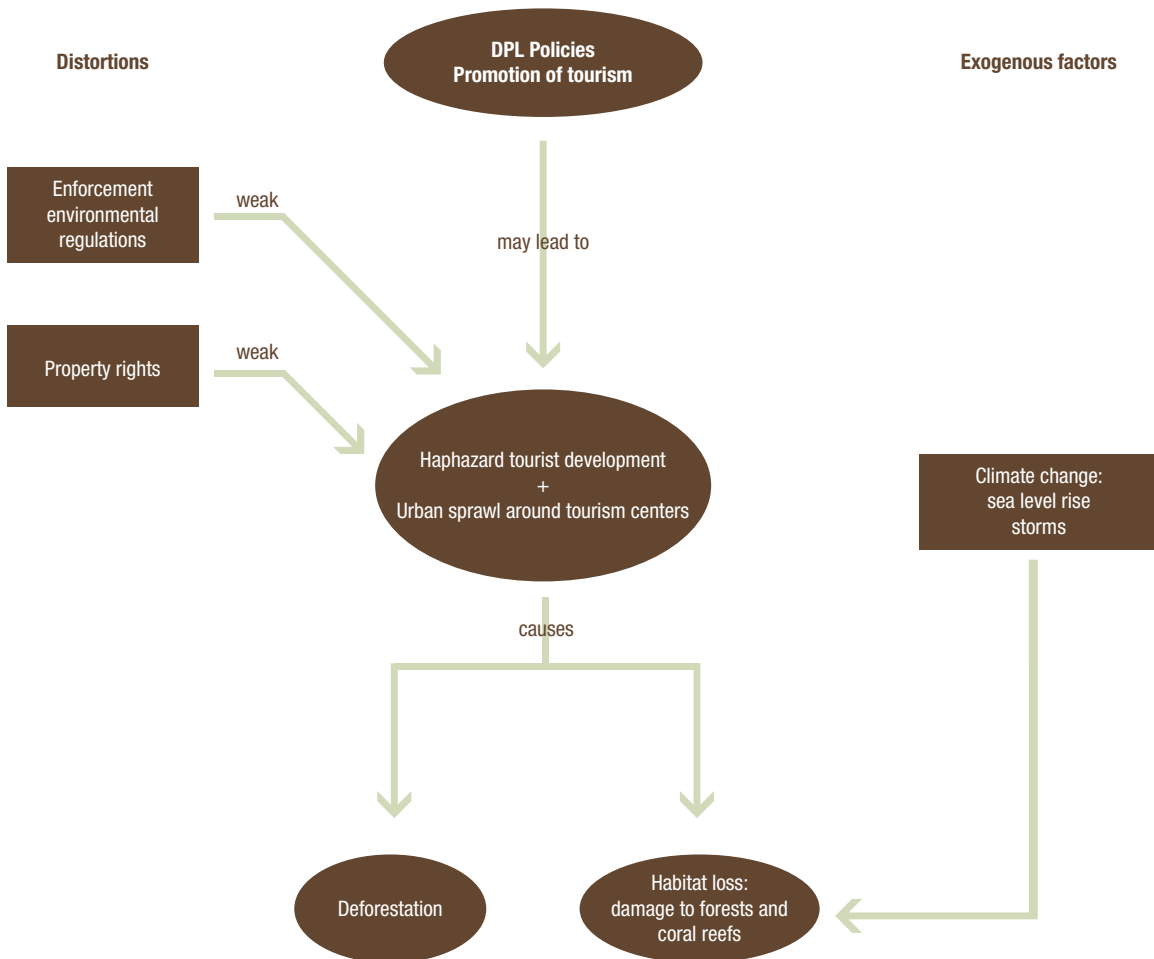 DPL Policies
Promotion of tourism
Distortions
Exogenous factors
Enforcement
environmental
regulations
weak
may lead to
Property rights
weak
Haphazard tourist development
+
Urban sprawl around tourism centers
Climate change:
sea level rise
storms
causes
Deforestation
Habitat loss:
damage to forests and
coral reefs